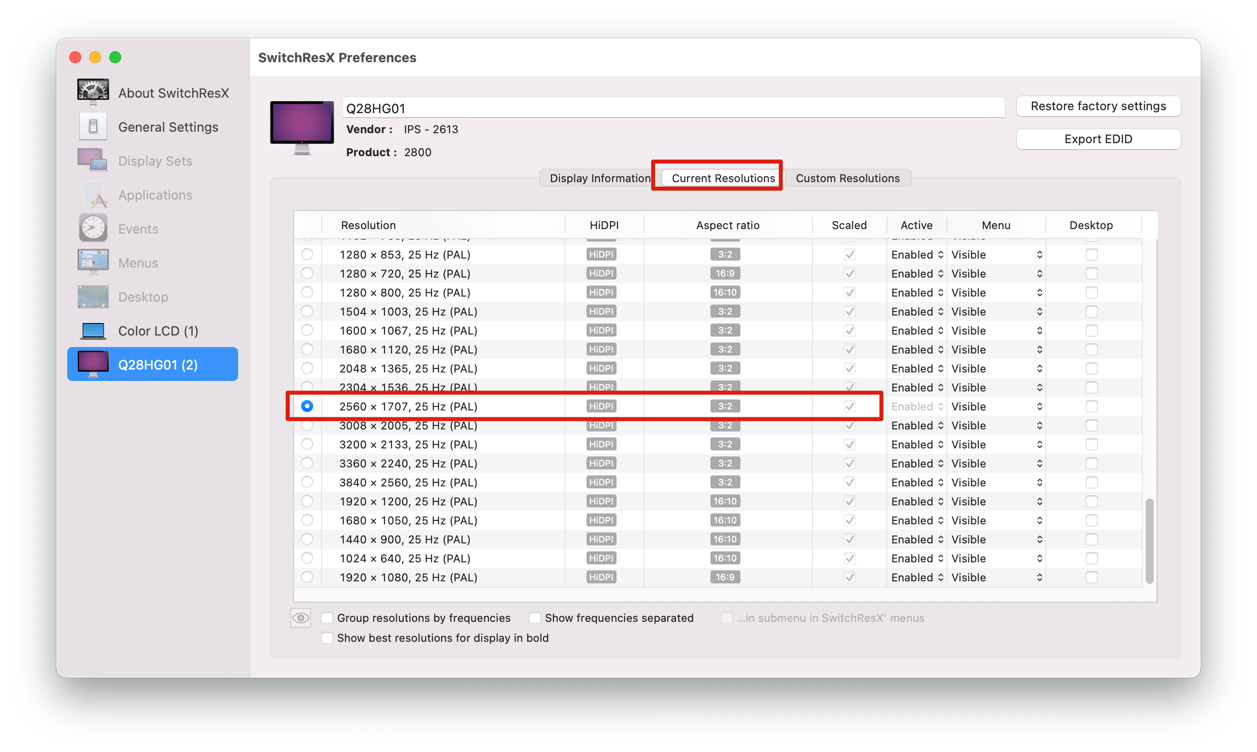 SwitchResX Preferences
About SwitchResX
General Settings
Display Sets
Applications
Events
Menus
Desktop
Color LCD (1)
Q28HG01 (2)
Q28HG01
Vendor : IPS - 2613
Product : 2800
Restore factory settings
Export EDID
Display Information Current Resolutions Custom Resolutions
Resolution HiDPI Aspect ratio Scaled Active Menu Desktop
1280 × 853, 25 Hz (PAL) HiDPI 3:2 Enabled Visible
1280 × 720, 25 Hz (PAL) HiDPI 16:9 Enabled Visible
1280 × 800, 25 Hz (PAL) HiDPI 16:10 Enabled Visible
1504 × 1003, 25 Hz (PAL) HiDPI 3:2 Enabled Visible
1600 × 1067, 25 Hz (PAL) HiDPI 3:2 Enabled Visible
1680 × 1120, 25 Hz (PAL) HiDPI 3:2 Enabled Visible
2048 × 1365, 25 Hz (PAL) HiDPI 3:2 Enabled Visible
2304 × 1536, 25 Hz (PAL) HiDPI 3:2 Enabled Visible
2560 × 1707, 25 Hz (PAL) HiDPI 3:2 Enabled Visible
3008 × 2005, 25 Hz (PAL) HiDPI 3:2 Enabled Visible
3200 × 2133, 25 Hz (PAL) HiDPI 3:2 Enabled Visible
3360 × 2240, 25 Hz (PAL) HiDPI 3:2 Enabled Visible
3840 × 2560, 25 Hz (PAL) HiDPI 3:2 Enabled Visible
1920 × 1200, 25 Hz (PAL) HiDPI 16:10 Enabled Visible
1680 × 1050, 25 Hz (PAL) HiDPI 16:10 Enabled Visible
1440 × 900, 25 Hz (PAL) HiDPI 16:10 Enabled Visible
1024 × 640, 25 Hz (PAL) HiDPI 16:10 Enabled Visible
1920 × 1080, 25 Hz (PAL) HiDPI 16:9 Enabled Visible
Group resolutions by frequencies Show frequencies separated ...in submenu in SwitchResX' menus
Show best resolutions for display in bold